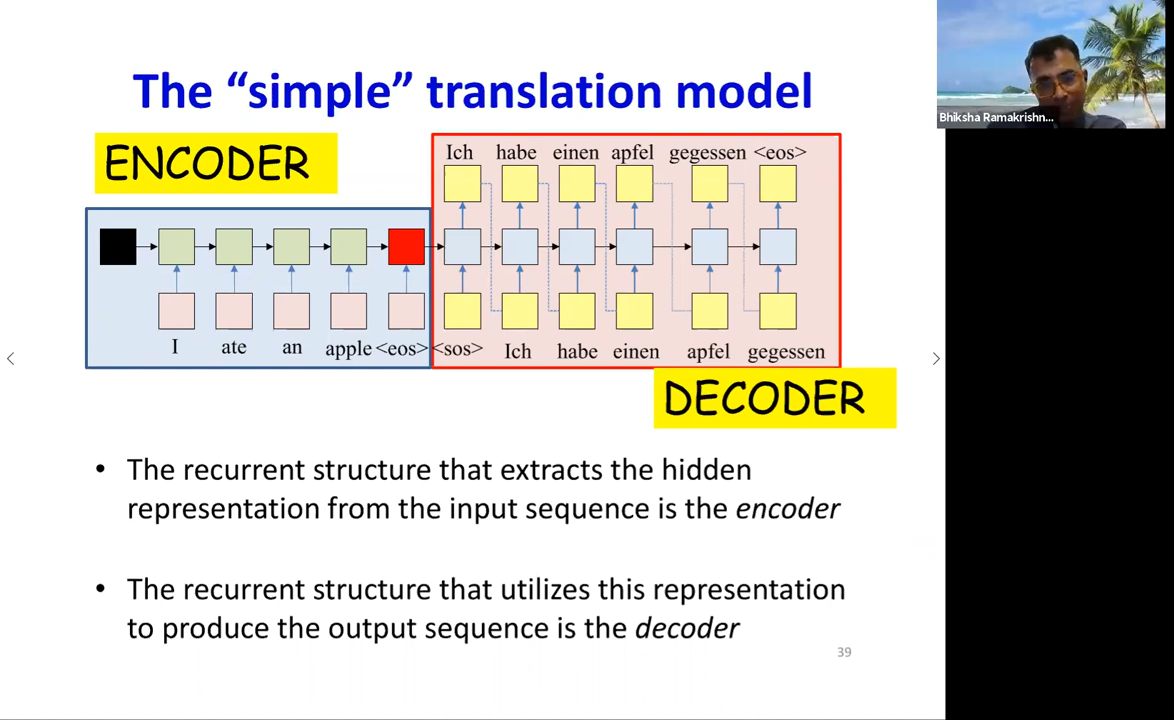 The “simple” translation model
Bhiksha Ramakrishn...
ENCODER
Ich habe einen apfel gegessen <eos>
I ate an apple <eos> <sos> Ich habe einen apfel gegessen
DECODER
• The recurrent structure that extracts the hidden
representation from the input sequence is the encoder
• The recurrent structure that utilizes this representation
to produce the output sequence is the decoder
39